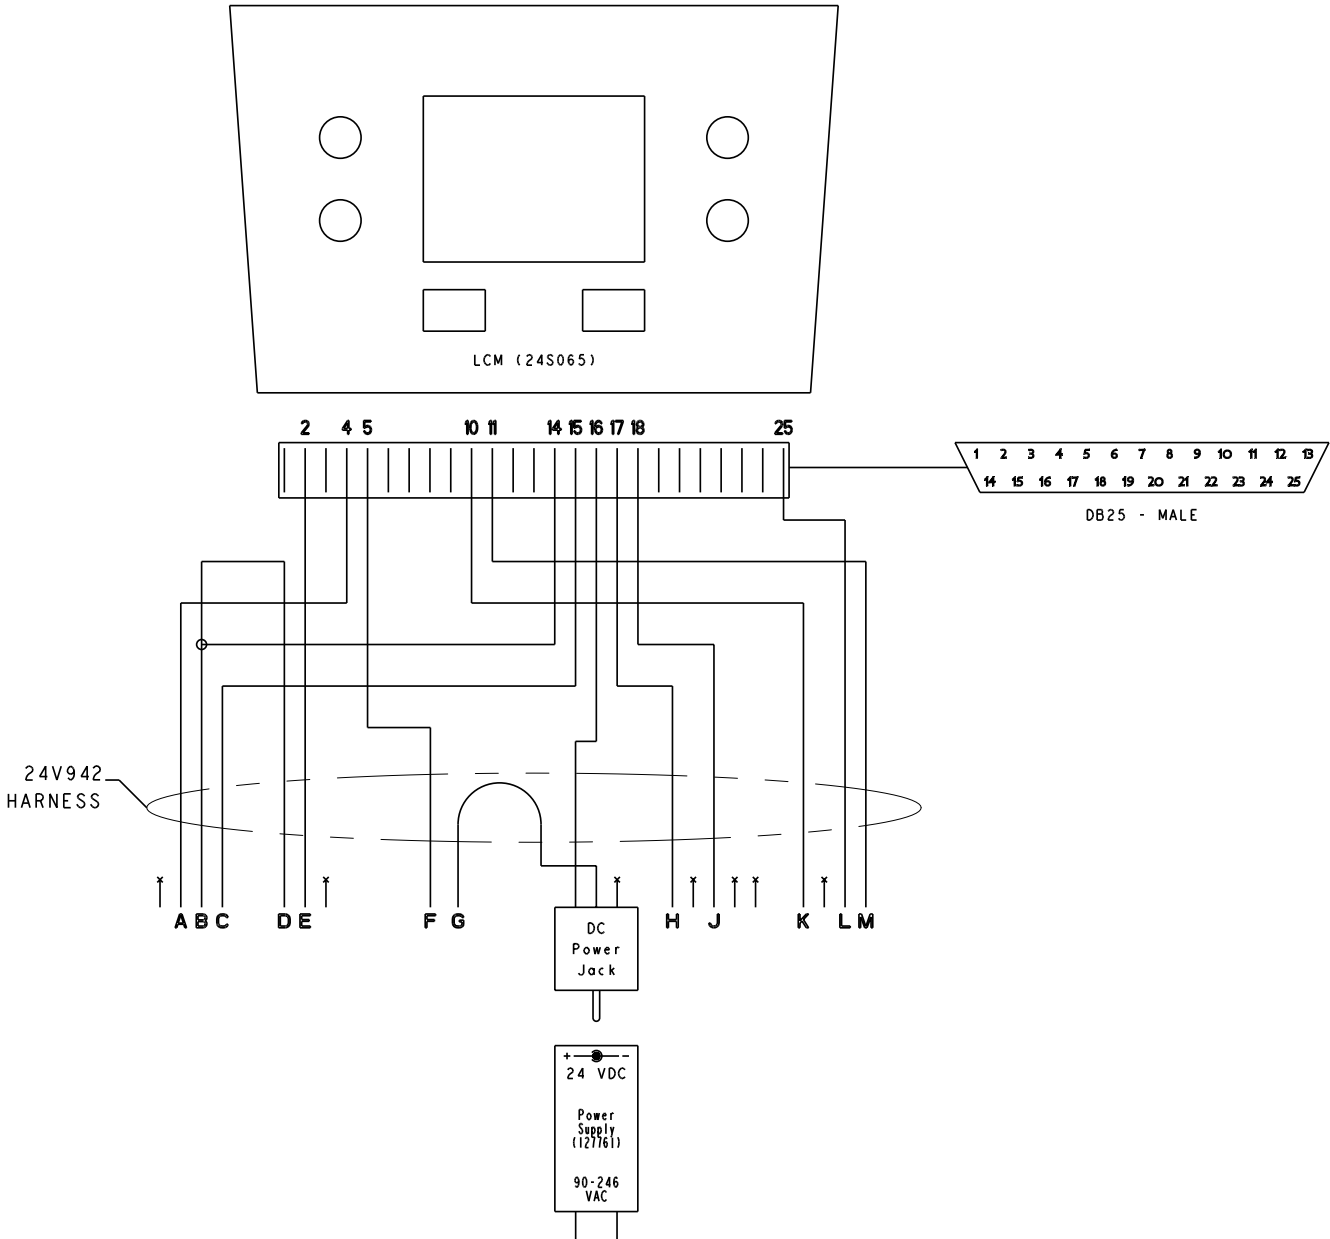 LCM (24S065)
2 4 5 10 11 14 15 16 17 18 25
1 2 3 4 5 6 7 8 9 10 11 12 13
14 15 16 17 18 19 20 21 22 23 24 25
DB25 - MALE
24V942
HARNESS
A B C D E F G H J K L M
DC
Power
Jack
+ -
24 VDC
Power
Supply
(127761)
90-246
VAC